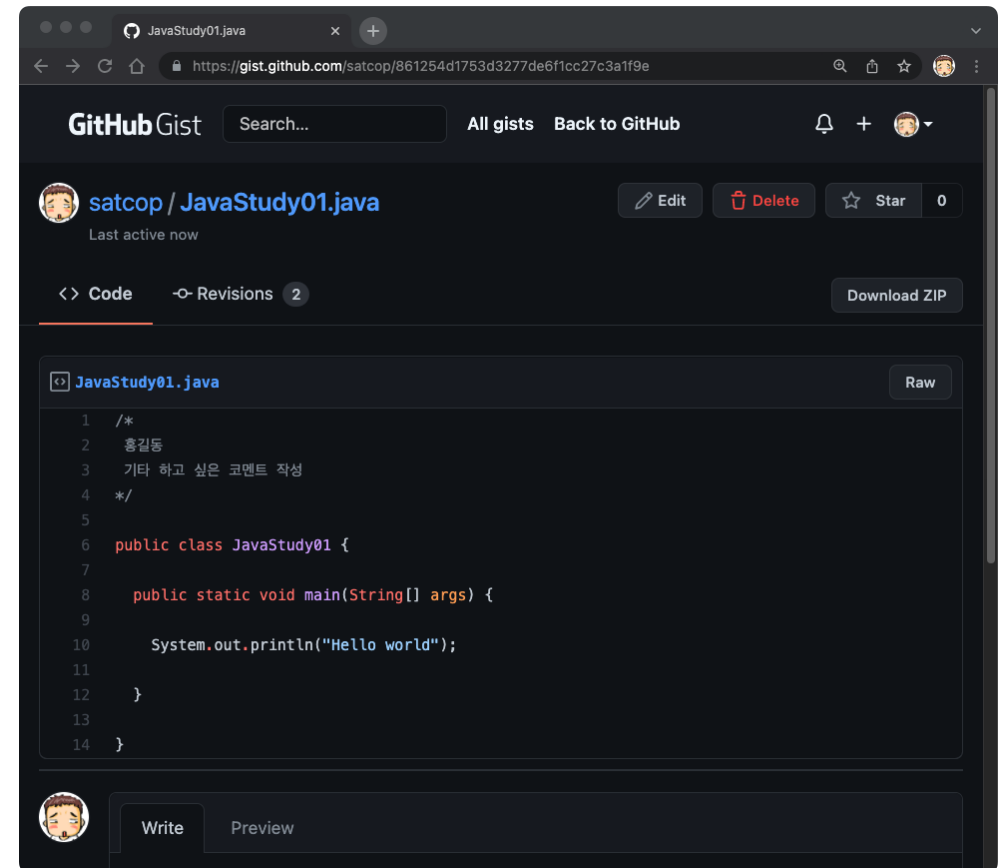 JavaStudy01.java
https://gist.github.com/satcop/861254d1753d3277de6f1cc27c3a1f9e
GitHub Gist Search... All gists Back to GitHub
satcop / JavaStudy01.java Edit Delete Star 0
Last active now
Code Revisions 2 Download ZIP
JavaStudy01.java Raw
1 /*
2 홍길동
3 기타 하고 싶은 코멘트 작성
4 */
5
6 public class JavaStudy01 {
7
8 public static void main(String[] args) {
9
10 System.out.println("Hello world");
11
12 }
13
14 }
Write Preview